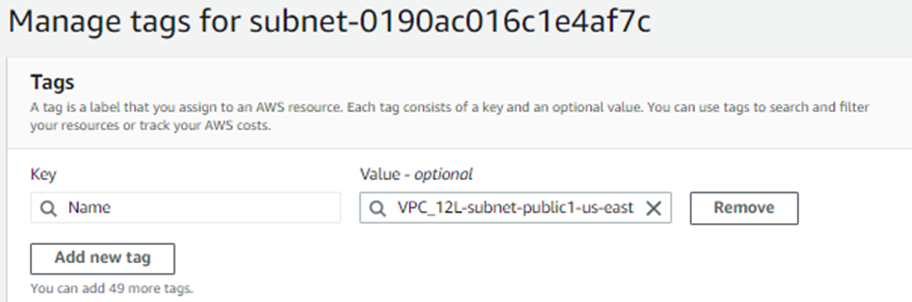 Manage tags for subnet-0190ac016c1e4af7c
Tags
A tag is a label that you assign to an AWS resource. Each tag consists of a key and an optional value. You can use tags to search and filter
your resources or track your AWS costs.
Key
Value - optional
Name
VPC_12L-subnet-public1-us-east
Remove
Add new tag
You can add 49 more tags.